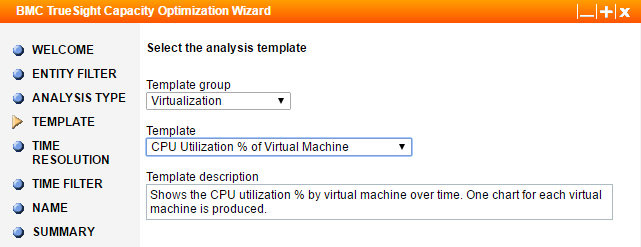 BMC TrueSight Capacity Optimization Wizard
WELCOME
ENTITY FILTER
ANALYSIS TYPE
TEMPLATE
TIME
RESOLUTION
TIME FILTER
NAME
SUMMARY
Select the analysis template
Template group
Virtualization
Template
CPU Utilization % of Virtual Machine
Template description
Shows the CPU utilization % by virtual machine over time. One chart for each virtual
machine is produced.